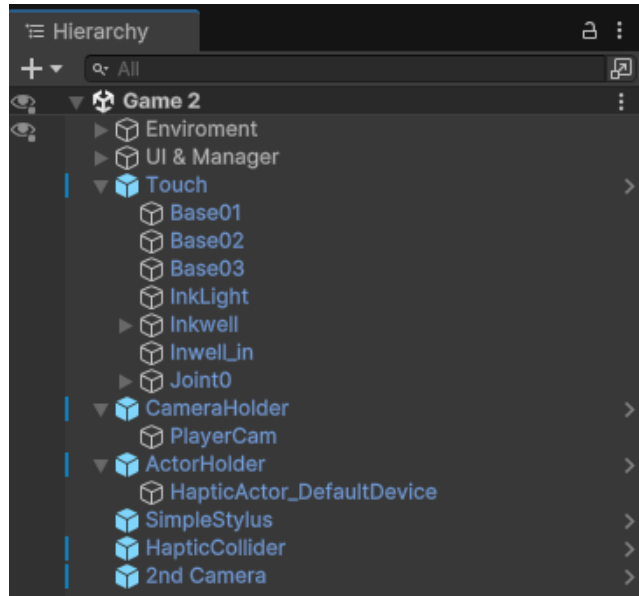 Hierarchy
All
Game 2
Enviroment
UI & Manager
Touch
Base01
Base02
Base03
InkLight
Inkwell
Inwell_in
Joint0
CameraHolder
PlayerCam
ActorHolder
HapticActor_DefaultDevice
SimpleStylus
HapticCollider
2nd Camera